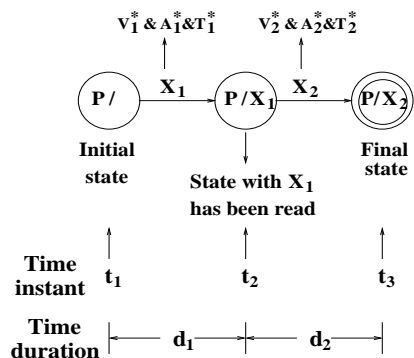 V₁* & A₁* & T₁* V₂* & A₂* & T₂*
P/ X₁ P/X₁ X₂ P/X₂
Initial state
State with X₁ has been read
Final state
Time instant t₁ t₂ t₃
Time duration d₁ d₂